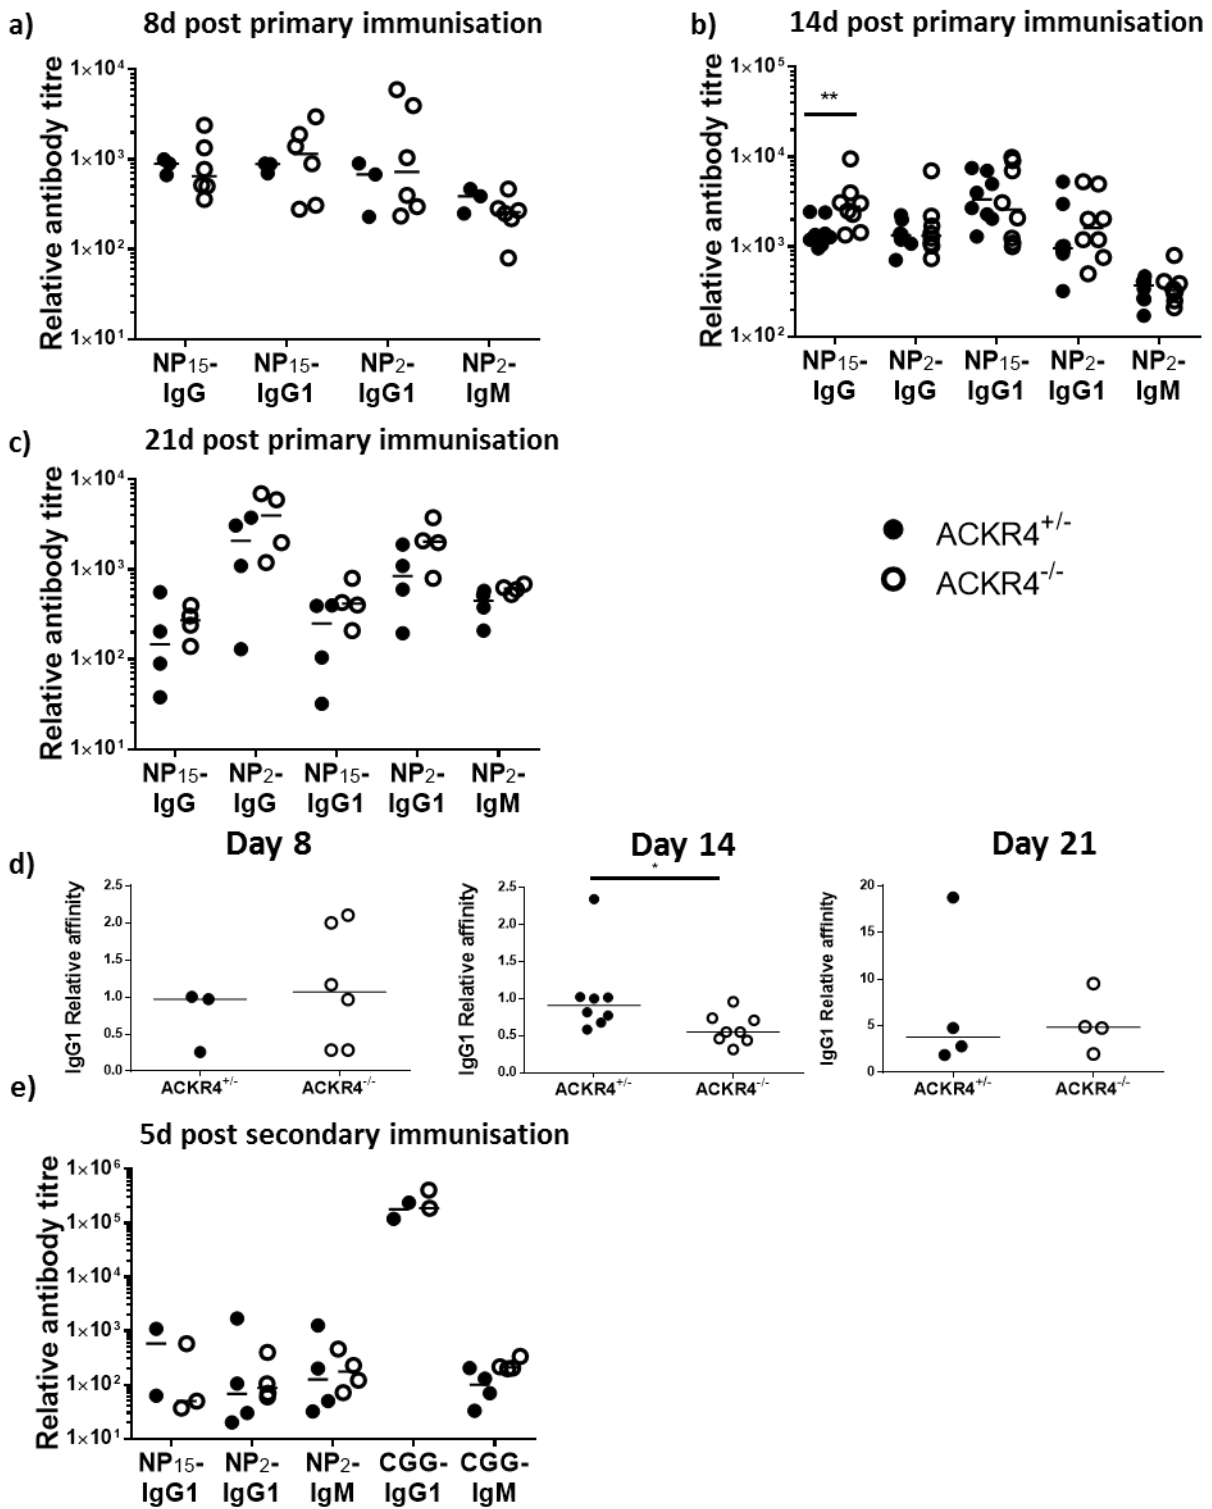 a)
8d post primary immunisation
Relative antibody titre
1×10⁴
1×10³
1×10²
1×10¹
NP₁₅-
IgG
NP₁₅-
IgG1
NP₂-
IgG1
NP₂-
IgM
b)
14d post primary immunisation
Relative antibody titre
1×10⁵
1×10⁴
1×10³
1×10²
**
NP₁₅-
IgG
NP₂-
IgG
NP₁₅-
IgG1
NP₂-
IgG1
NP₂-
IgM
c)
21d post primary immunisation
Relative antibody titre
1×10⁴
1×10³
1×10²
1×10¹
NP₁₅-
IgG
NP₂-
IgG
NP₁₅-
IgG1
NP₂-
IgG1
NP₂-
IgM
ACKR4⁺/⁻
ACKR4⁻/⁻
d)
Day 8
IgG1 Relative affinity
2.5
2.0
1.5
1.0
0.5
0.0
ACKR4⁺/⁻
ACKR4⁻/⁻
Day 14
*
IgG1 Relative affinity
2.5
2.0
1.5
1.0
0.5
0.0
ACKR4⁺/⁻
ACKR4⁻/⁻
Day 21
IgG1 Relative affinity
20
15
10
5
0
ACKR4⁺/⁻
ACKR4⁻/⁻
e)
5d post secondary immunisation
Relative antibody titre
1×10⁶
1×10⁵
1×10⁴
1×10³
1×10²
1×10¹
NP₁₅-
IgG1
NP₂-
IgG1
NP₂-
IgM
CGG-
IgG1
CGG-
IgM